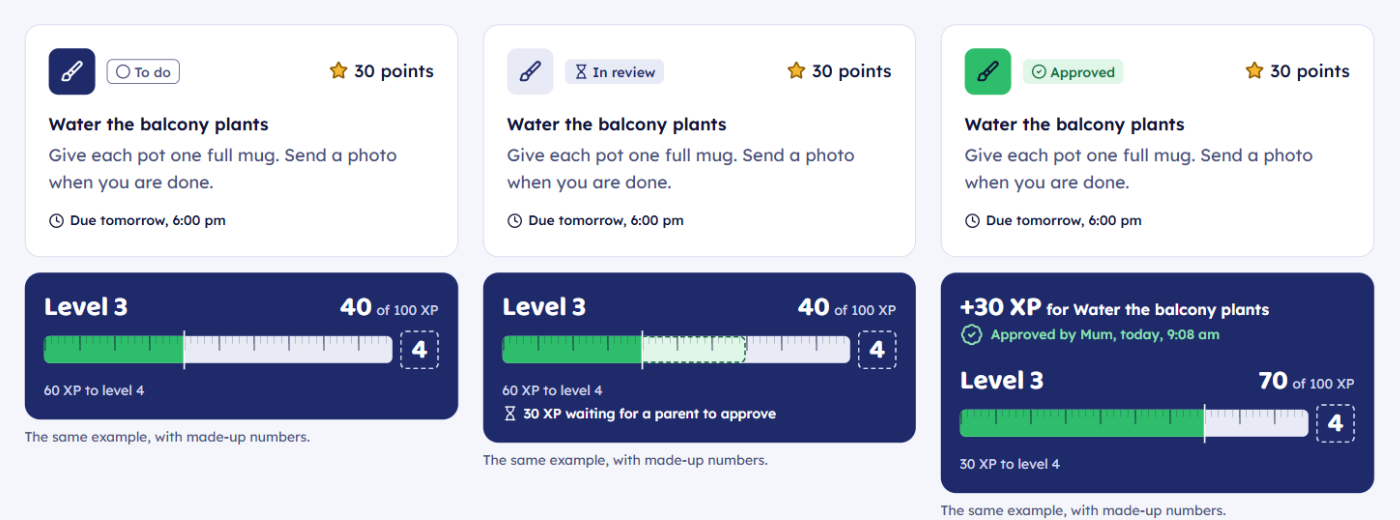 To do
30 points
Water the balcony plants
Give each pot one full mug. Send a photo
when you are done.
Due tomorrow, 6:00 pm
Level 3
40 of 100 XP
4
60 XP to level 4
The same example, with made-up numbers.
In review
30 points
Water the balcony plants
Give each pot one full mug. Send a photo
when you are done.
Due tomorrow, 6:00 pm
Level 3
40 of 100 XP
4
60 XP to level 4
30 XP waiting for a parent to approve
The same example, with made-up numbers.
Approved
30 points
Water the balcony plants
Give each pot one full mug. Send a photo
when you are done.
Due tomorrow, 6:00 pm
+30 XP for Water the balcony plants
Approved by Mum, today, 9:08 am
Level 3
70 of 100 XP
4
30 XP to level 4
The same example, with made-up numbers.